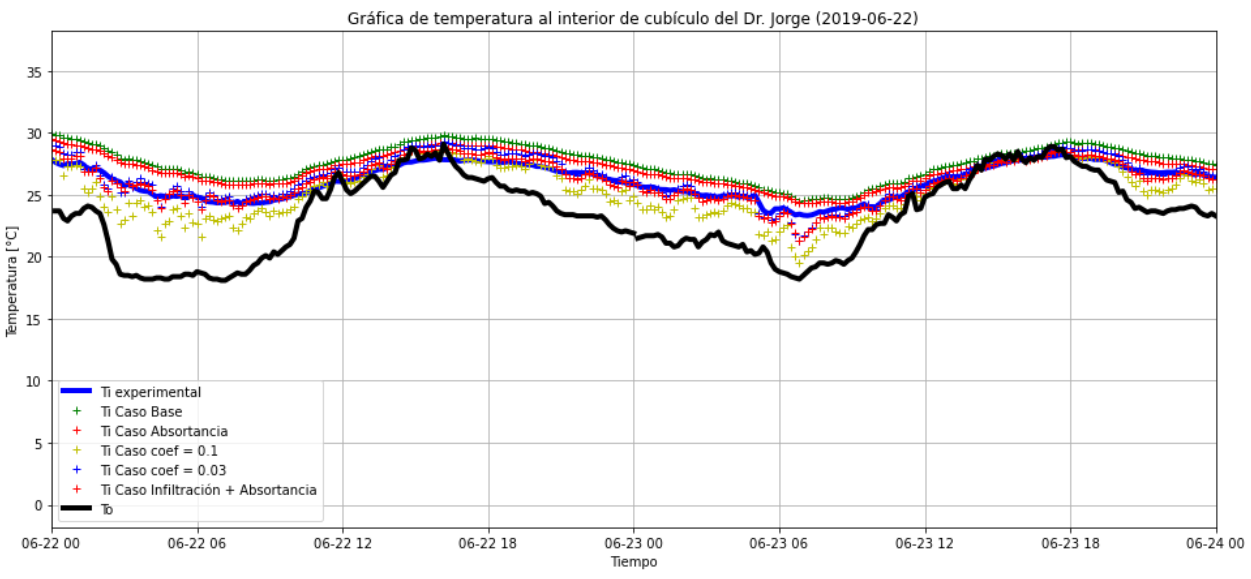 Gráfica de temperatura al interior de cubículo del Dr. Jorge (2019-06-22)
Temperatura [°C]
35
30
25
20
15
10
5
0
Ti experimental
Ti Caso Base
Ti Caso Absortancia
Ti Caso coef = 0.1
Ti Caso coef = 0.03
Ti Caso Infiltración + Absortancia
To
06-22 00 06-22 06 06-22 12 06-22 18 06-23 00 06-23 06 06-23 12 06-23 18 06-24 00
Tiempo